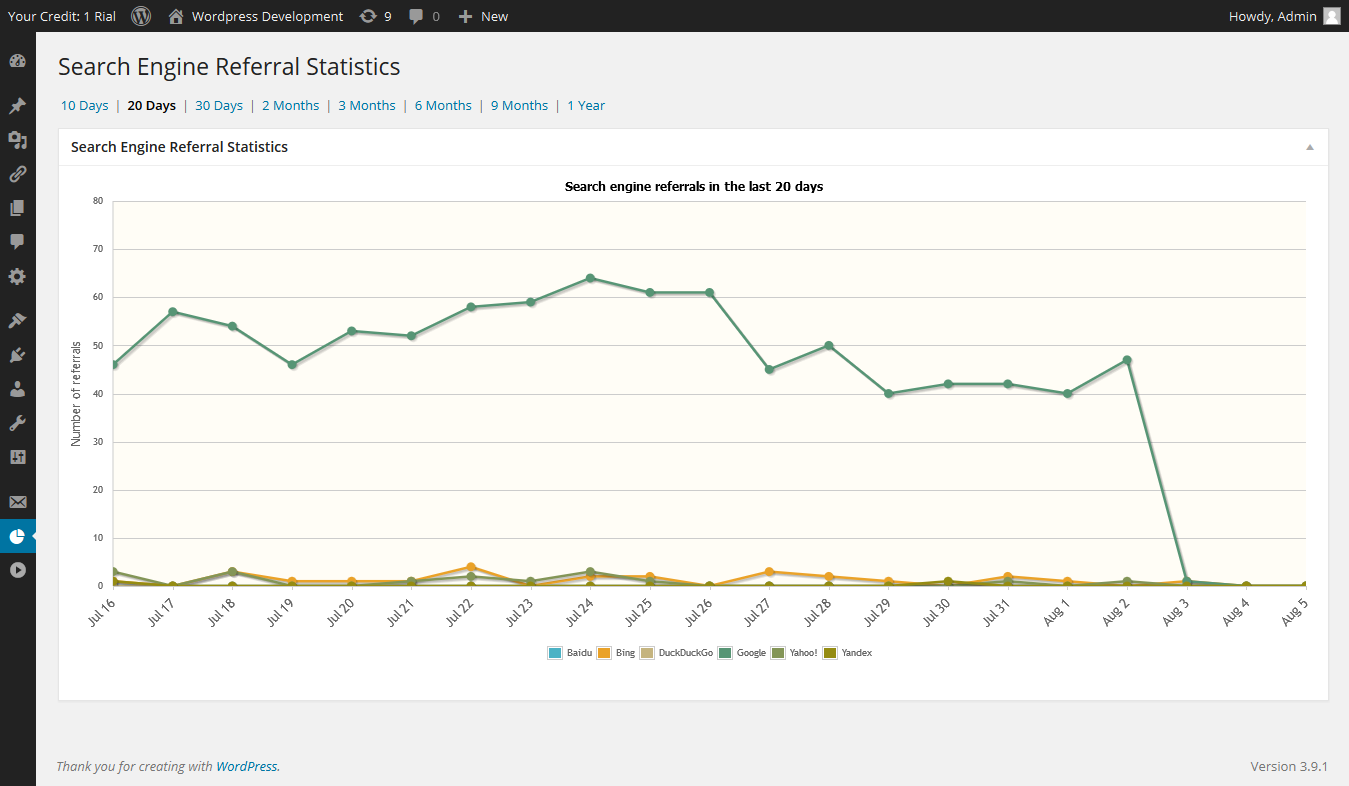 Your Credit: 1 Rial Wordpress Development 9 0 New Howdy, Admin
Search Engine Referral Statistics
10 Days | 20 Days | 30 Days | 2 Months | 3 Months | 6 Months | 9 Months | 1 Year
Search Engine Referral Statistics
Search engine referrals in the last 20 days
Number of referrals
80
70
60
50
40
30
20
10
0
Jul 16 Jul 17 Jul 18 Jul 19 Jul 20 Jul 21 Jul 22 Jul 23 Jul 24 Jul 25 Jul 26 Jul 27 Jul 28 Jul 29 Jul 30 Jul 31 Aug 1 Aug 2 Aug 3 Aug 4 Aug 5
Baidu Bing DuckDuckGo Google Yahoo! Yandex
Thank you for creating with WordPress. Version 3.9.1